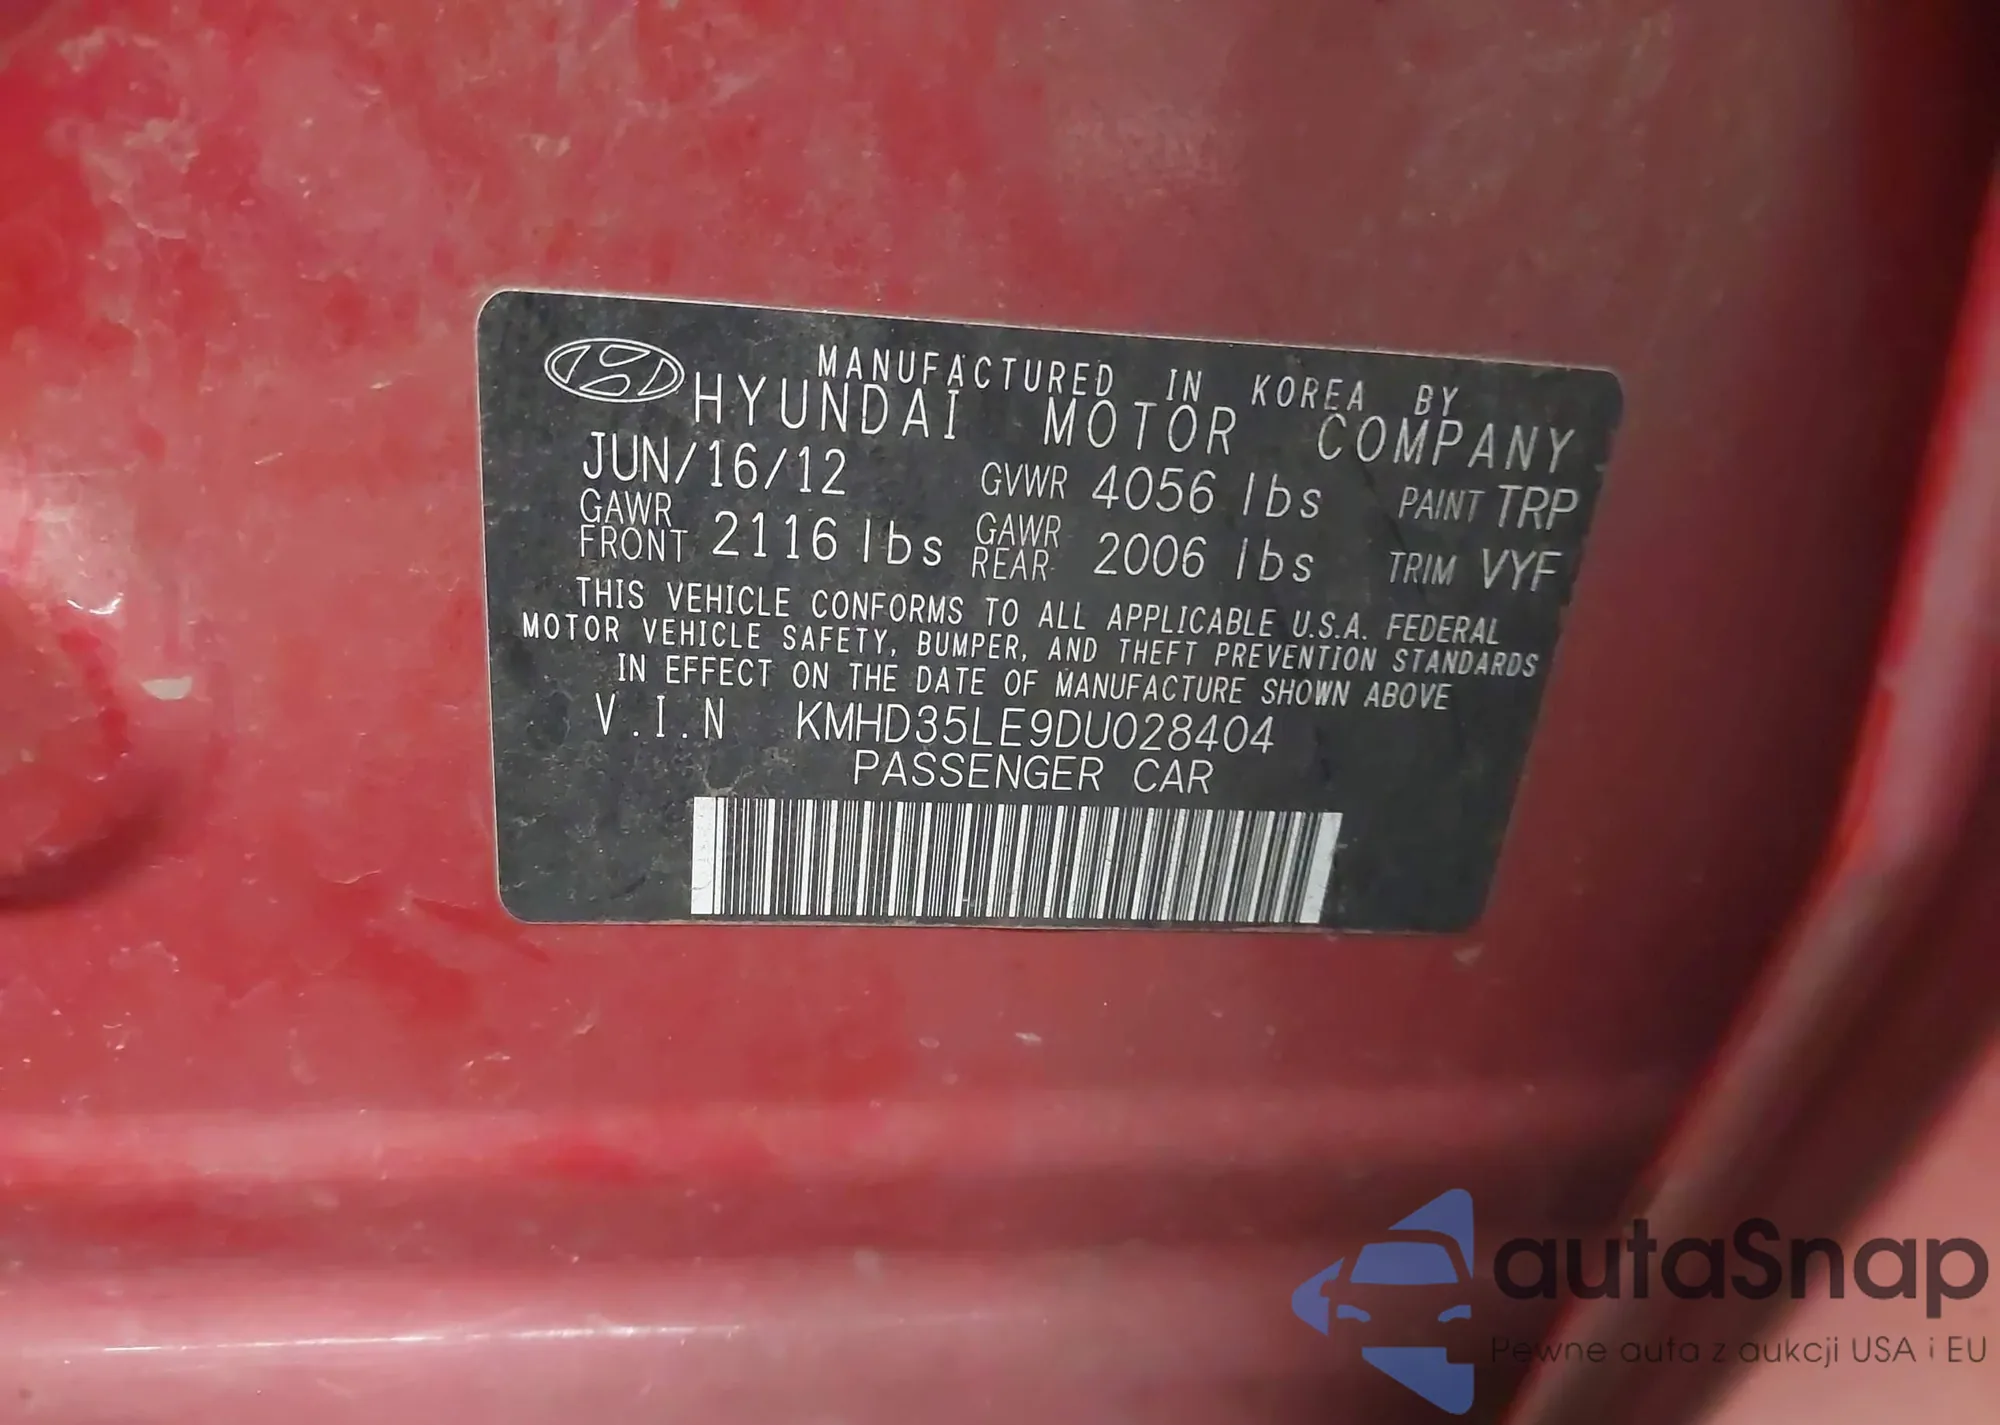 MANUFACTURED IN KOREA BY
HYUNDAI MOTOR COMPANY
JUN/16/12 GVWR 4056 lbs PAINT TRP
GAWR FRONT 2116 lbs GAWR REAR 2006 lbs TRIM VYF
THIS VEHICLE CONFORMS TO ALL APPLICABLE U.S.A. FEDERAL
MOTOR VEHICLE SAFETY, BUMPER, AND THEFT PREVENTION STANDARDS
IN EFFECT ON THE DATE OF MANUFACTURE SHOWN ABOVE
V.I.N KMHD35LE9DU028404
PASSENGER CAR
autaSnap
Pewne auta z aukcji USA i EU